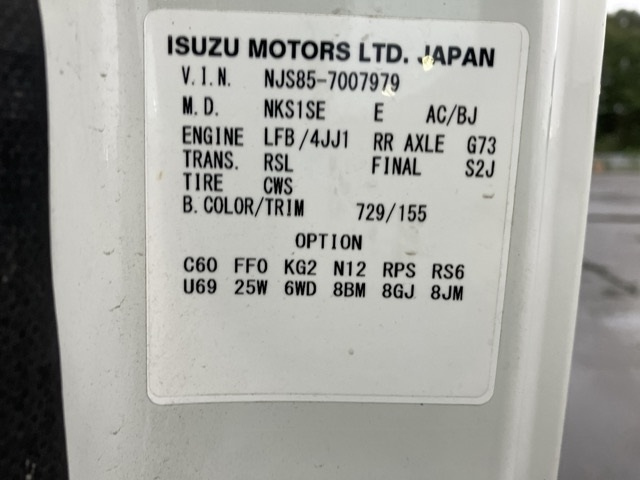 ISUZU MOTORS LTD. JAPAN
V.I.N. NJS85-7007979
M.D. NKS1SE E AC/BJ
ENGINE LFB/4JJ1 RR AXLE G73
TRANS. RSL FINAL S2J
TIRE CWS
B.COLOR/TRIM 729/155
OPTION
C60 FF0 KG2 N12 RPS RS6
U69 25W 6WD 8BM 8GJ 8JM